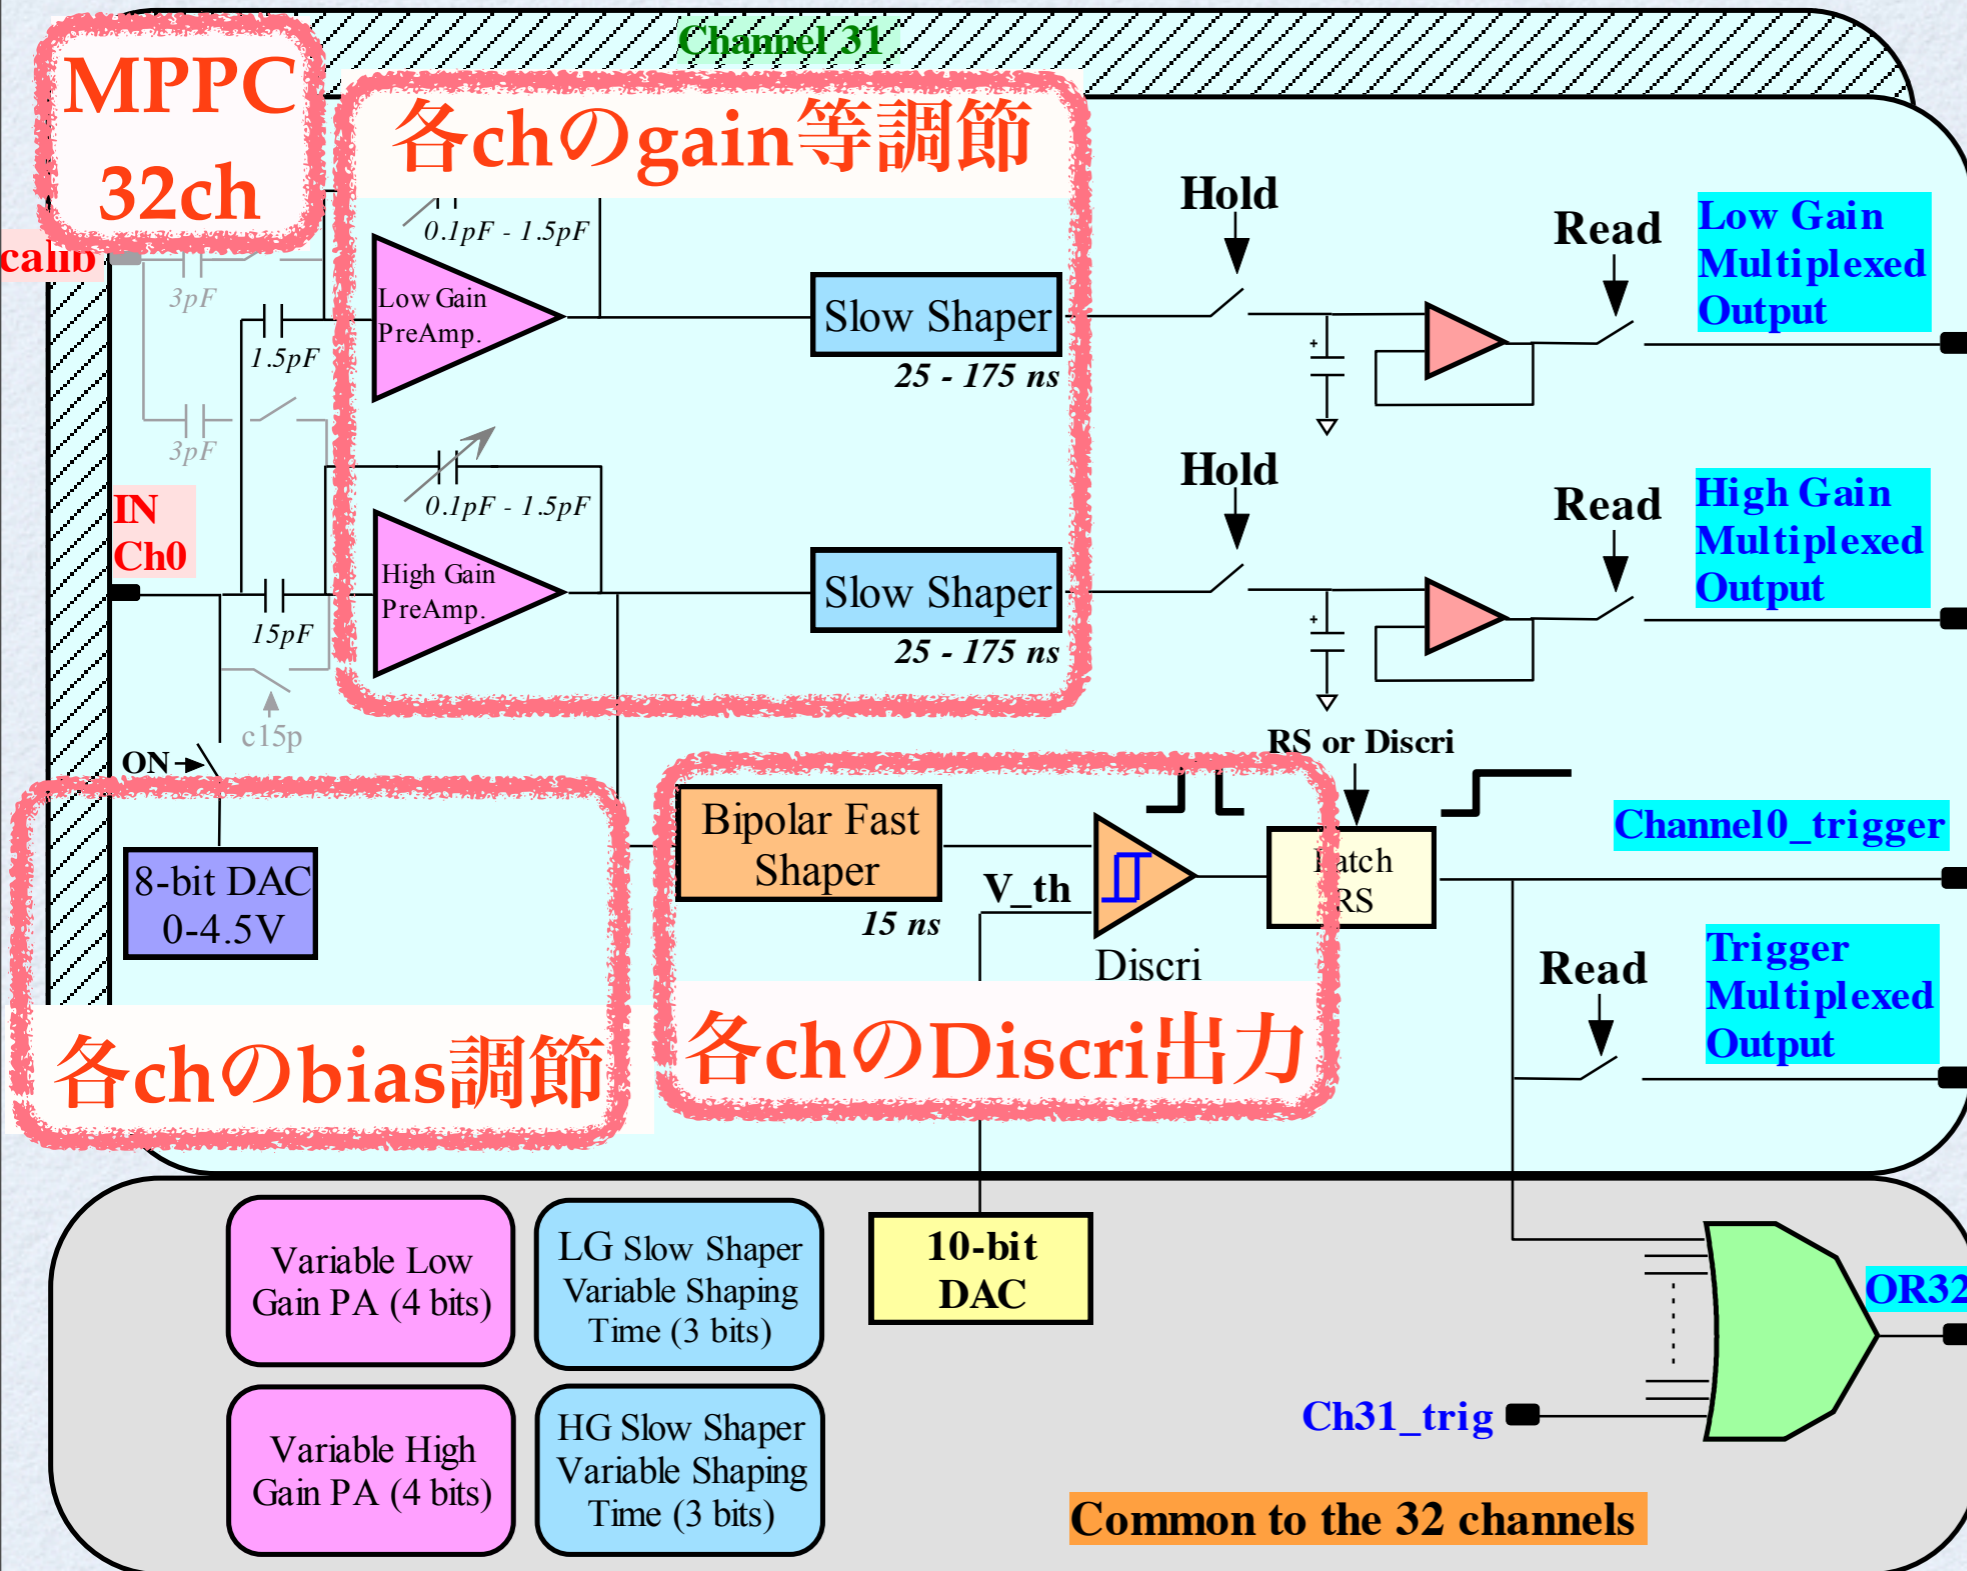 Channel 31
MPPC
32ch
各chのgain等調節
calib
3pF
0.1pF - 1.5pF
Low Gain
PreAmp.
1.5pF
Slow Shaper
25 - 175 ns
Hold
Read
Low Gain
Multiplexed
Output
3pF
IN
Ch0
0.1pF - 1.5pF
High Gain
PreAmp.
15pF
Slow Shaper
25 - 175 ns
Hold
Read
High Gain
Multiplexed
Output
c15p
ON
RS or Discri
8-bit DAC
0-4.5V
各chのbias調節
Bipolar Fast
Shaper
15 ns
V_th
Discri
Latch
RS
各chのDiscri出力
Channel0_trigger
Read
Trigger
Multiplexed
Output
Variable Low
Gain PA (4 bits)
LG Slow Shaper
Variable Shaping
Time (3 bits)
10-bit
DAC
OR32
Variable High
Gain PA (4 bits)
HG Slow Shaper
Variable Shaping
Time (3 bits)
Ch31_trig
Common to the 32 channels